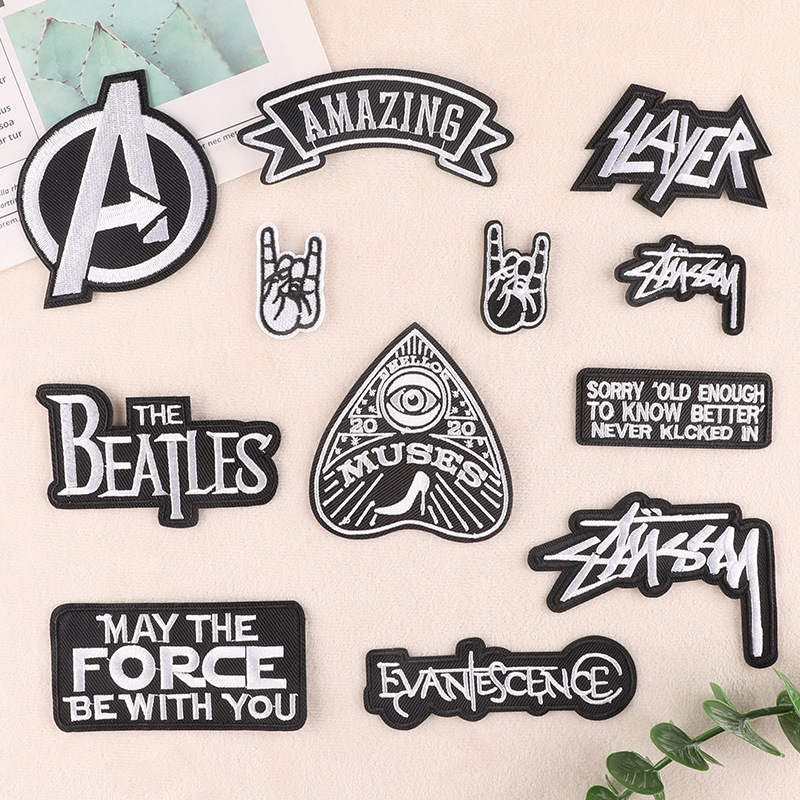 AMAZING
SLAYER
STÜSSY
THE
BEATLES
HELLO
20 20
MUSES
SORRY "OLD ENOUGH
TO KNOW BETTER'
NEVER KLCKED IN
STÜSSY
MAY THE
FORCE
BE WITH YOU
EVANESCENCE